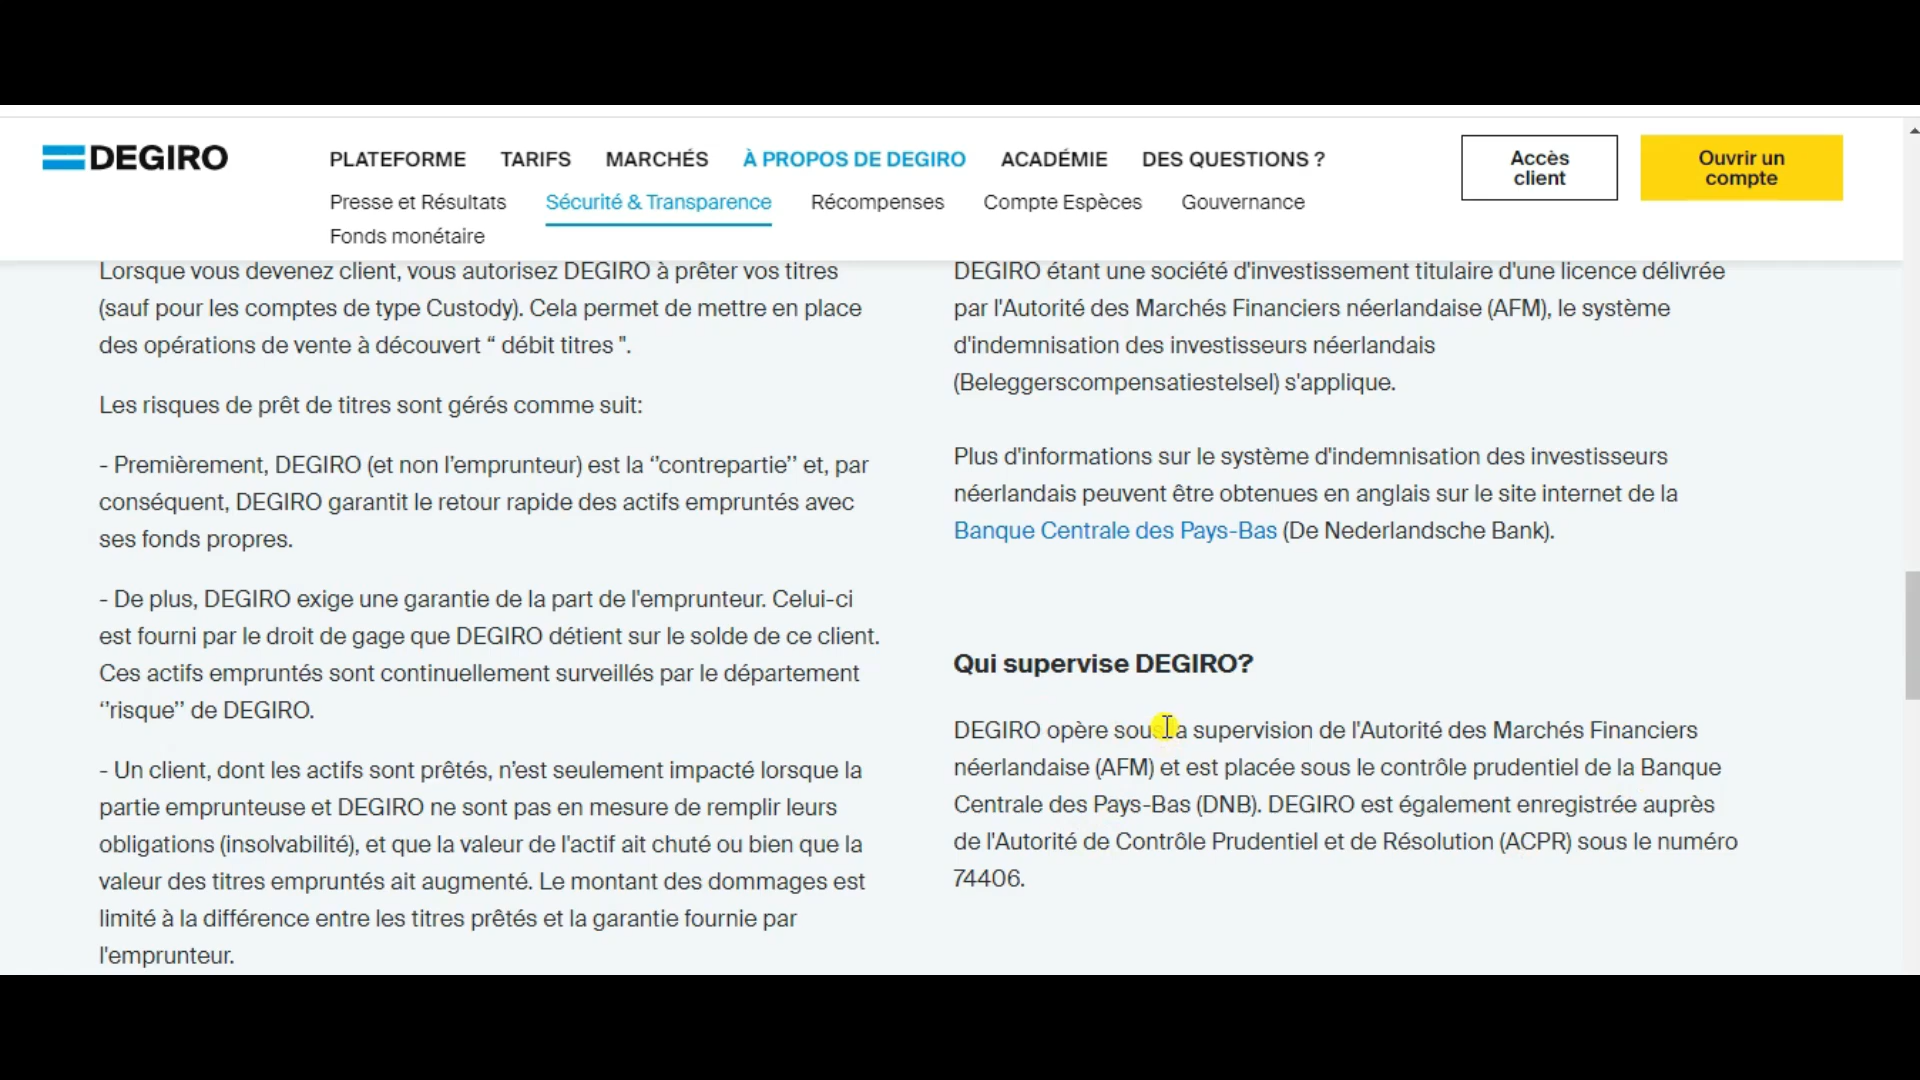 DEGIRO
PLATEFORME TARIFS MARCHÉS À PROPOS DE DEGIRO ACADÉMIE DES QUESTIONS ?
Presse et Résultats Sécurité & Transparence Récompenses Compte Espèces Gouvernance
Fonds monétaire
Accès
client
Ouvrir un
compte
Lorsque vous devenez client, vous autorisez DEGIRO à prêter vos titres
(sauf pour les comptes de type Custody). Cela permet de mettre en place
des opérations de vente à découvert “ débit titres ”.
Les risques de prêt de titres sont gérés comme suit:
- Premièrement, DEGIRO (et non l’emprunteur) est la ‘’contrepartie’’ et, par
conséquent, DEGIRO garantit le retour rapide des actifs empruntés avec
ses fonds propres.
- De plus, DEGIRO exige une garantie de la part de l'emprunteur. Celui-ci
est fourni par le droit de gage que DEGIRO détient sur le solde de ce client.
Ces actifs empruntés sont continuellement surveillés par le département
‘’risque’’ de DEGIRO.
- Un client, dont les actifs sont prêtés, n’est seulement impacté lorsque la
partie emprunteuse et DEGIRO ne sont pas en mesure de remplir leurs
obligations (insolvabilité), et que la valeur de l'actif ait chuté ou bien que la
valeur des titres empruntés ait augmenté. Le montant des dommages est
limité à la différence entre les titres prêtés et la garantie fournie par
l'emprunteur.
DEGIRO étant une société d'investissement titulaire d'une licence délivrée
par l'Autorité des Marchés Financiers néerlandaise (AFM), le système
d'indemnisation des investisseurs néerlandais
(Beleggerscompensatiestelsel) s'applique.
Plus d'informations sur le système d'indemnisation des investisseurs
néerlandais peuvent être obtenues en anglais sur le site internet de la
Banque Centrale des Pays-Bas (De Nederlandsche Bank).
Qui supervise DEGIRO?
DEGIRO opère sous la supervision de l'Autorité des Marchés Financiers
néerlandaise (AFM) et est placée sous le contrôle prudentiel de la Banque
Centrale des Pays-Bas (DNB). DEGIRO est également enregistrée auprès
de l'Autorité de Contrôle Prudentiel et de Résolution (ACPR) sous le numéro
74406.